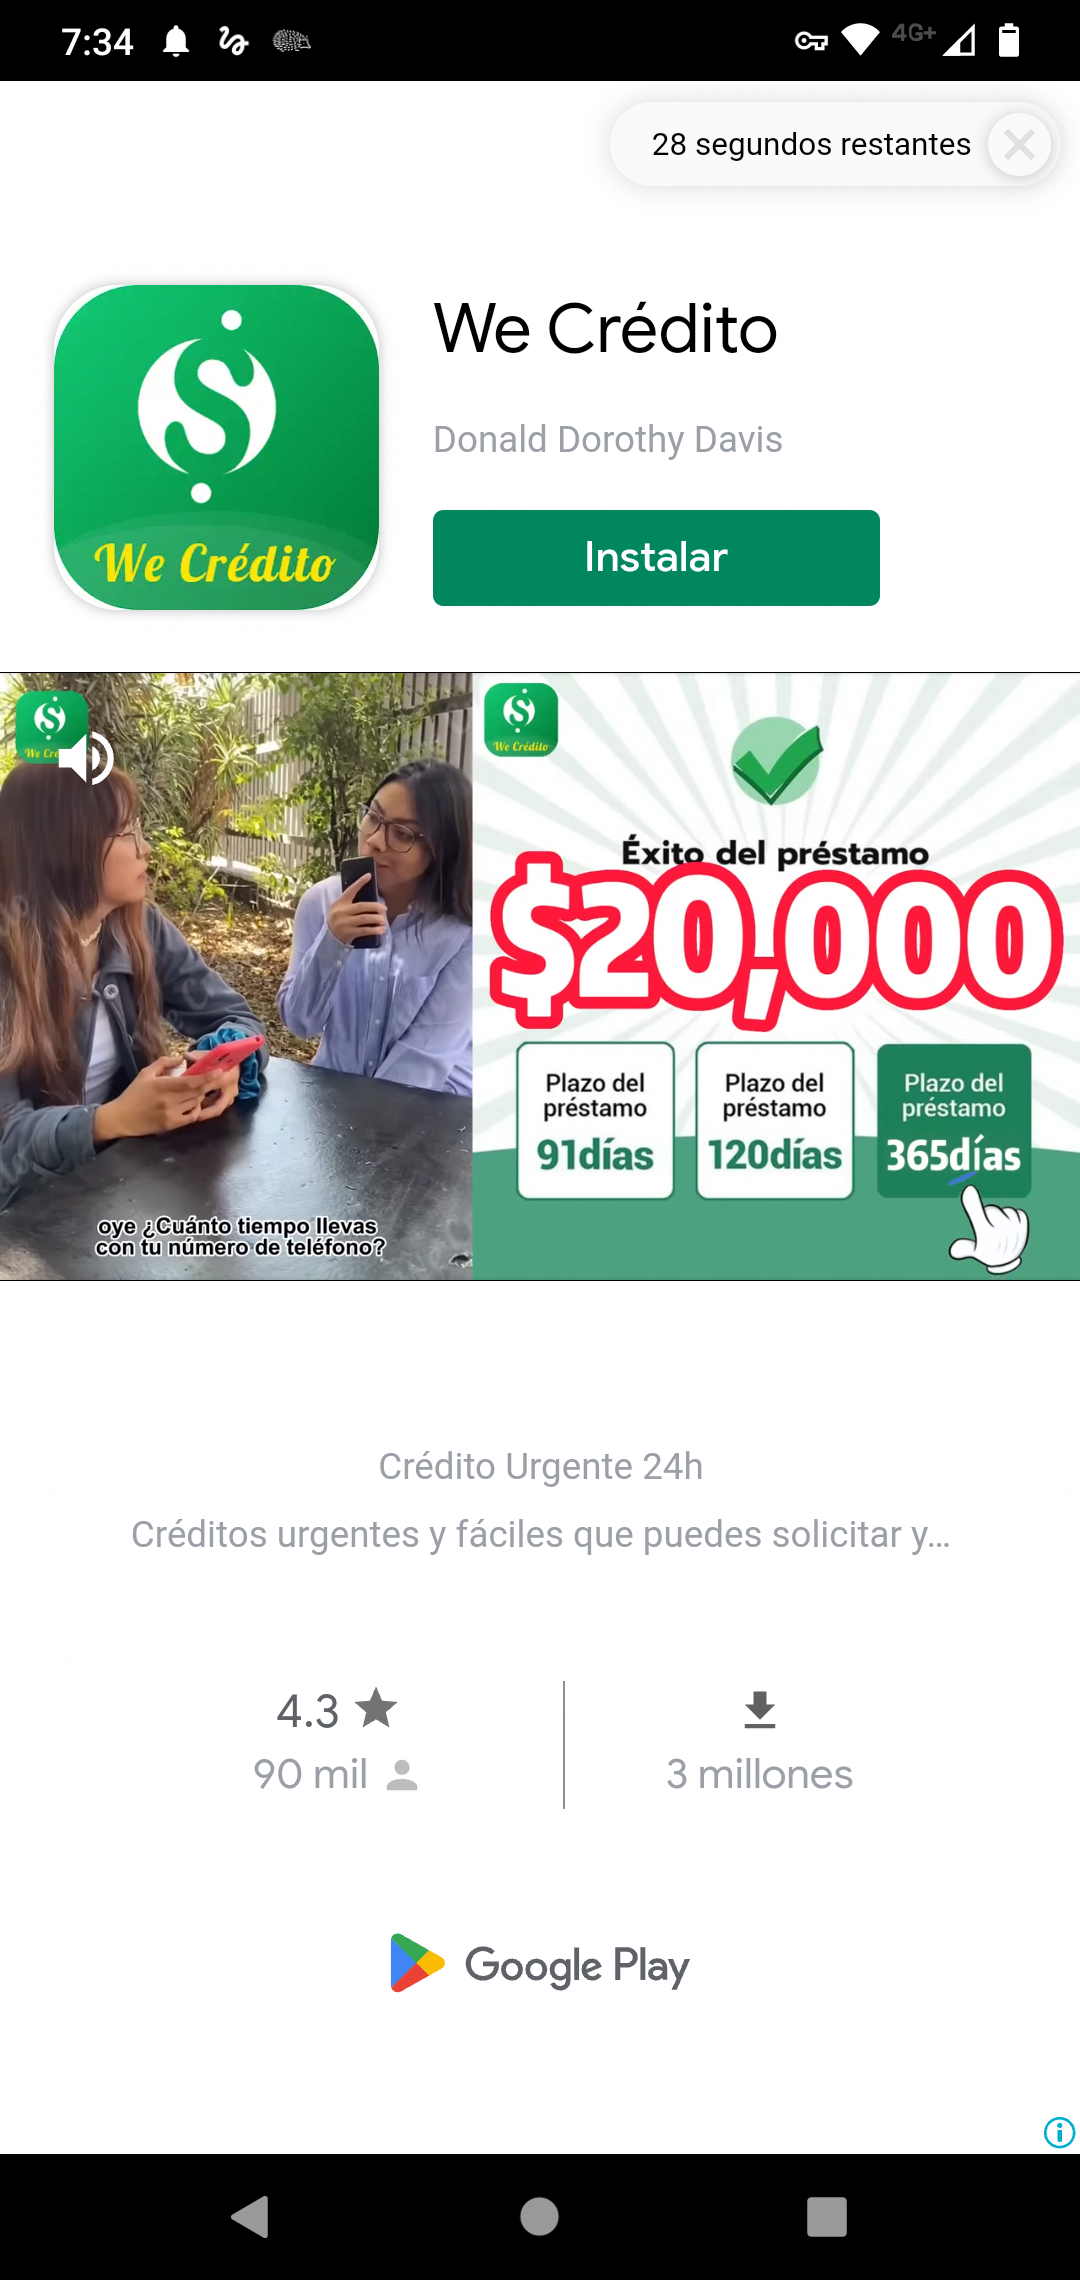 7:34
4G+
28 segundos restantes
We Crédito
Donald Dorothy Davis
We Crédito
Instalar
We Crédito
Éxito del préstamo
$20,000
Plazo del
préstamo
91días
Plazo del
préstamo
120días
Plazo del
préstamo
365días
oye ¿Cuánto tiempo llevas
con tu número de teléfono?
Crédito Urgente 24h
Créditos urgentes y fáciles que puedes solicitar y...
4.3
90 mil
3 millones
Google Play